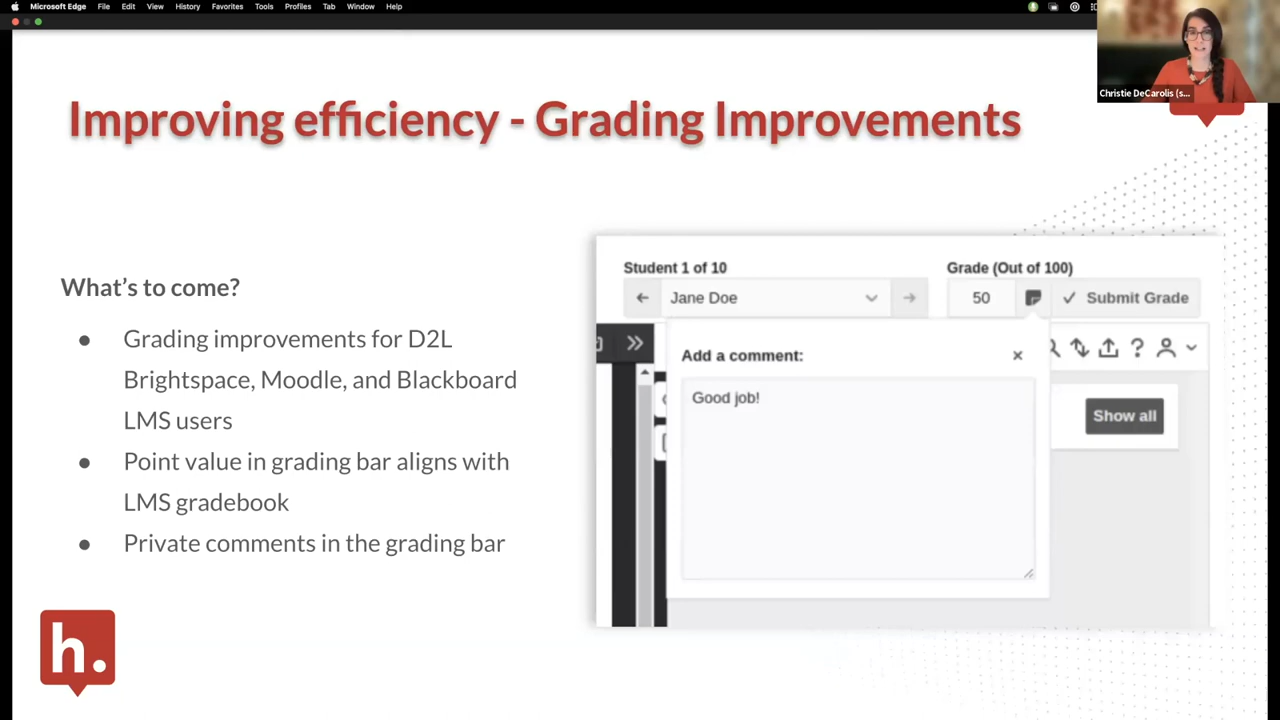 Microsoft Edge File Edit View History Favorites Tools Profiles Tab Window Help
Christie DeCarolis (s...
Improving efficiency - Grading Improvements
What's to come?
● Grading improvements for D2L
Brightspace, Moodle, and Blackboard
LMS users
● Point value in grading bar aligns with
LMS gradebook
● Private comments in the grading bar
Student 1 of 10 Grade (Out of 100)
Jane Doe 50 Submit Grade
Add a comment:
Good job!
Show all
h.